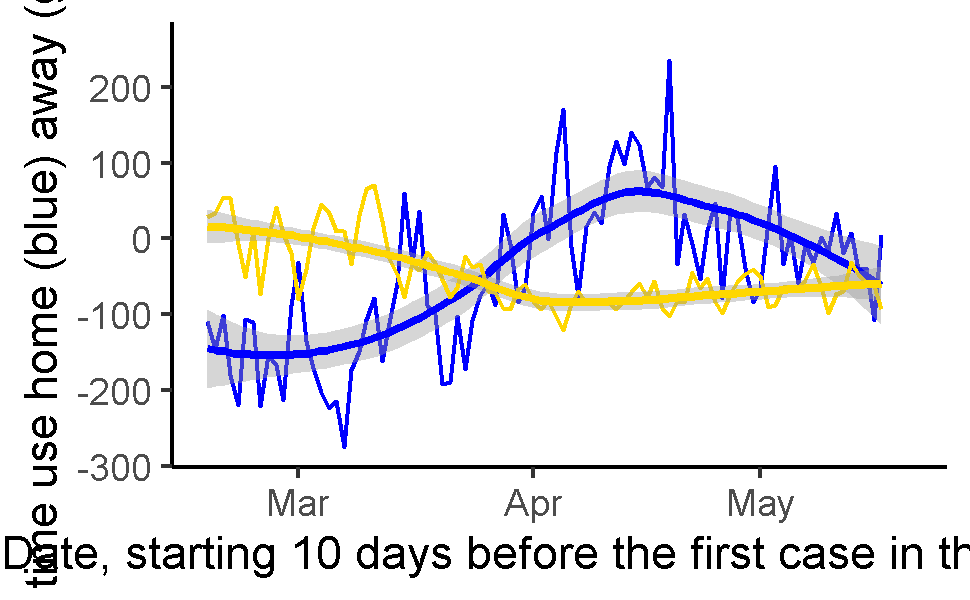 time use home (blue) away (
200
100
0
-100
-200
-300
Mar Apr May
Date, starting 10 days before the first case in th